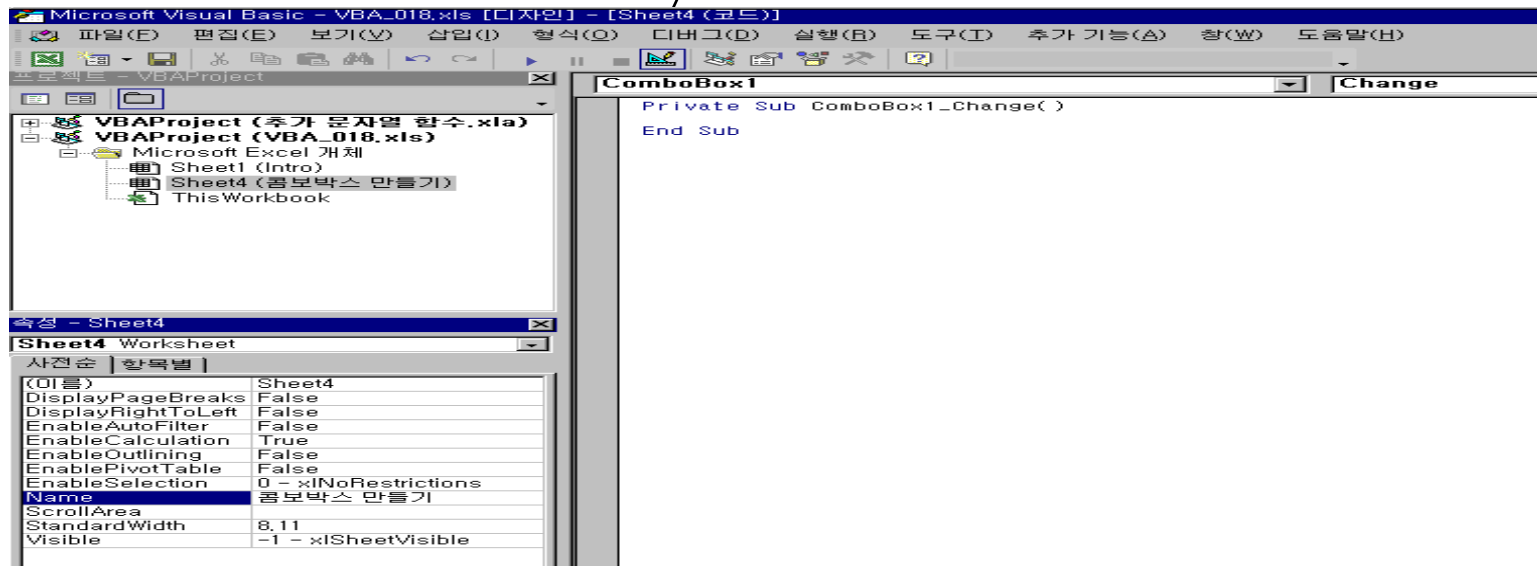 Microsoft Visual Basic - VBA_018.xls [디자인] - [Sheet4 (코드)]
파일(F) 편집(E) 보기(V) 삽입(I) 형식(O) 디버그(D) 실행(R) 도구(T) 추가 기능(A) 창(W) 도움말(H)
프로젝트 - VBAProject
ComboBox1
Change
VBAProject (추가 문자열 함수.xla)
VBAProject (VBA_018.xls)
Microsoft Excel 개체
Sheet1 (Intro)
Sheet4 (콤보박스 만들기)
ThisWorkbook
Private Sub ComboBox1_Change()
End Sub
속성 - Sheet4
Sheet4 Worksheet
사전순 항목별
(이름) Sheet4
DisplayPageBreaks False
DisplayRightToLeft False
EnableAutoFilter False
EnableCalculation True
EnableOutlining False
EnablePivotTable False
EnableSelection 0 - xlNoRestrictions
Name 콤보박스 만들기
ScrollArea
StandardWidth 8.11
Visible -1 - xlSheetVisible